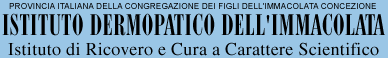 PROVINCIA ITALIANA DELLA CONGREGAZIONE DEI FIGLI DELL'IMMACOLATA CONCEZIONE
ISTITUTO DERMOPATICO DELL'IMMACOLATA
Istituto di Ricovero e Cura a Carattere Scientifico